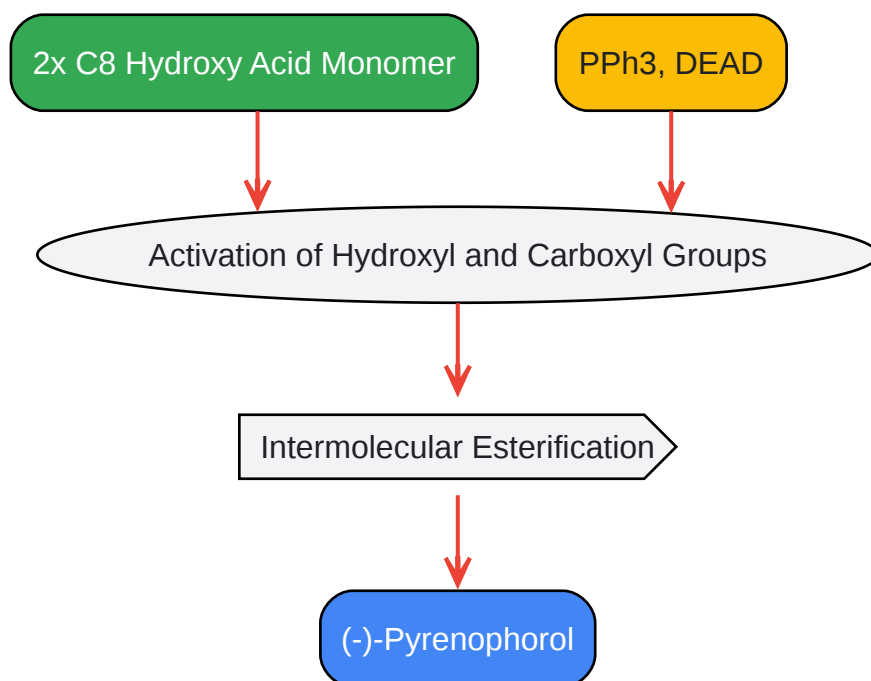 2x C8 Hydroxy Acid Monomer
PPh3, DEAD
Activation of Hydroxyl and Carboxyl Groups
Intermolecular Esterification
(-)-Pyrenophorol